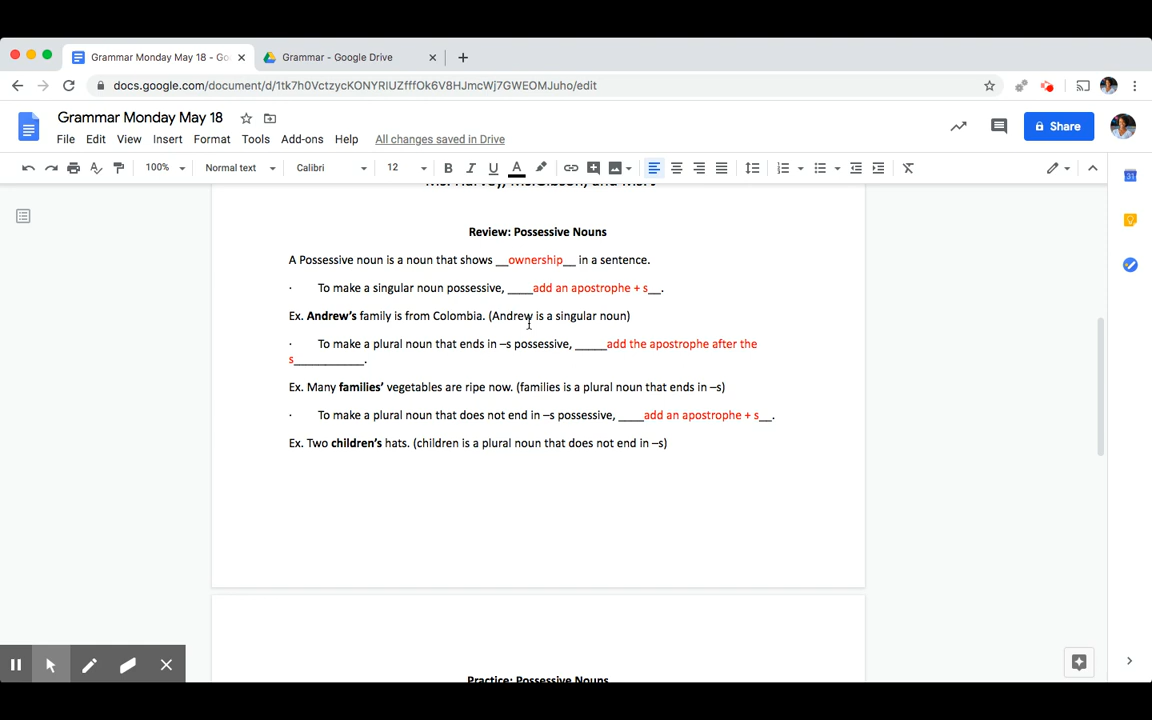 Grammar Monday May 18 - Go
Grammar - Google Drive
docs.google.com/document/d/1tk7h0VctzycKONYRIUZfffOk6V8HJmcWj7GWEOMJuho/edit
Grammar Monday May 18
File Edit View Insert Format Tools Add-ons Help All changes saved in Drive
Share
100% Normal text Calibri 12 B I U A
31
Review: Possessive Nouns
A Possessive noun is a noun that shows __ownership__ in a sentence.
· To make a singular noun possessive, ____add an apostrophe + s__.
Ex. Andrew’s family is from Colombia. (Andrew is a singular noun)
· To make a plural noun that ends in –s possessive, _____add the apostrophe after the
s___________.
Ex. Many families’ vegetables are ripe now. (families is a plural noun that ends in –s)
· To make a plural noun that does not end in –s possessive, ____add an apostrophe + s__.
Ex. Two children’s hats. (children is a plural noun that does not end in –s)
Practice: Possessive Nouns